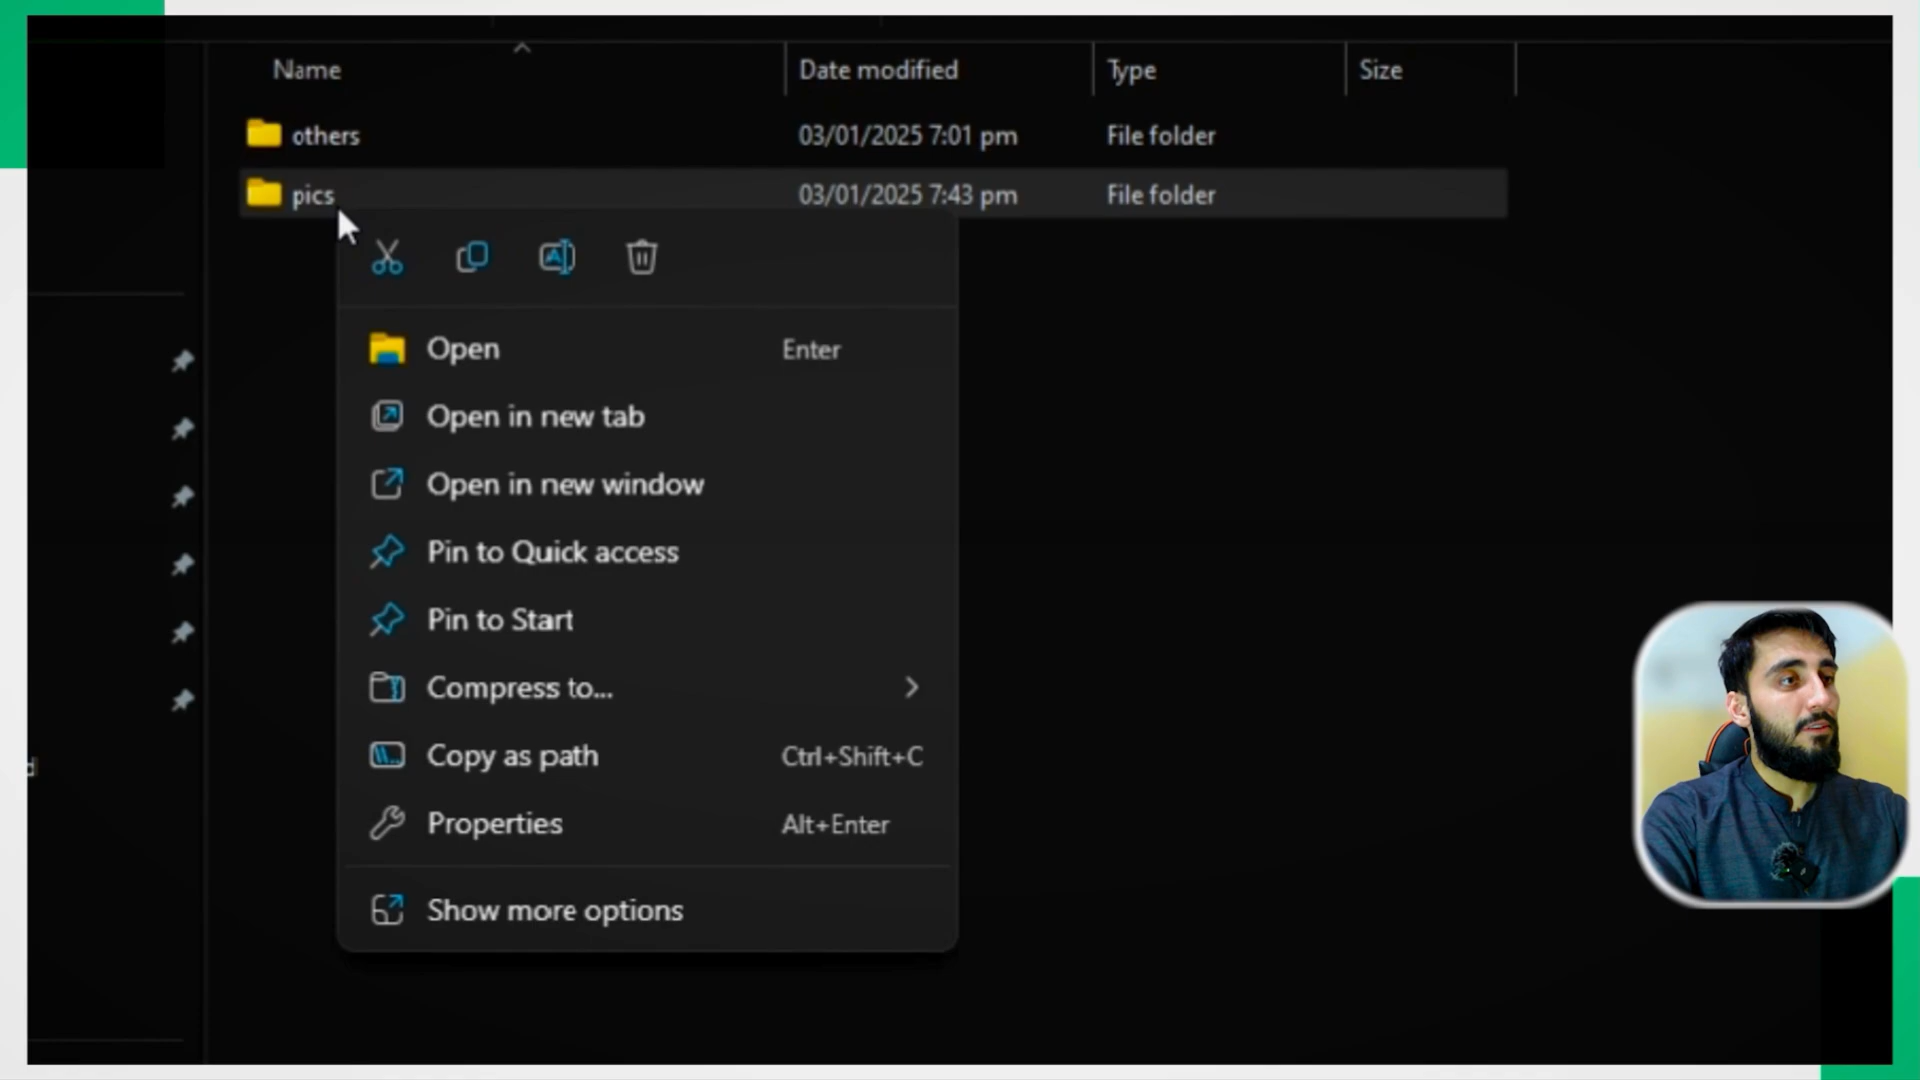 Name Date modified Type Size
others 03/01/2025 7:01 pm File folder
pics 03/01/2025 7:43 pm File folder
Open Enter
Open in new tab
Open in new window
Pin to Quick access
Pin to Start
Compress to...
Copy as path Ctrl+Shift+C
d
Properties Alt+Enter
Show more options